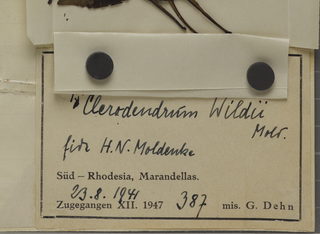 Clerodendrum Wildii
Mold.
fide H. N. Moldenke
Süd – Rhodesia, Marandellas.
23.8.1941
Zugegangen XII. 1947 387 mis. G. Dehn